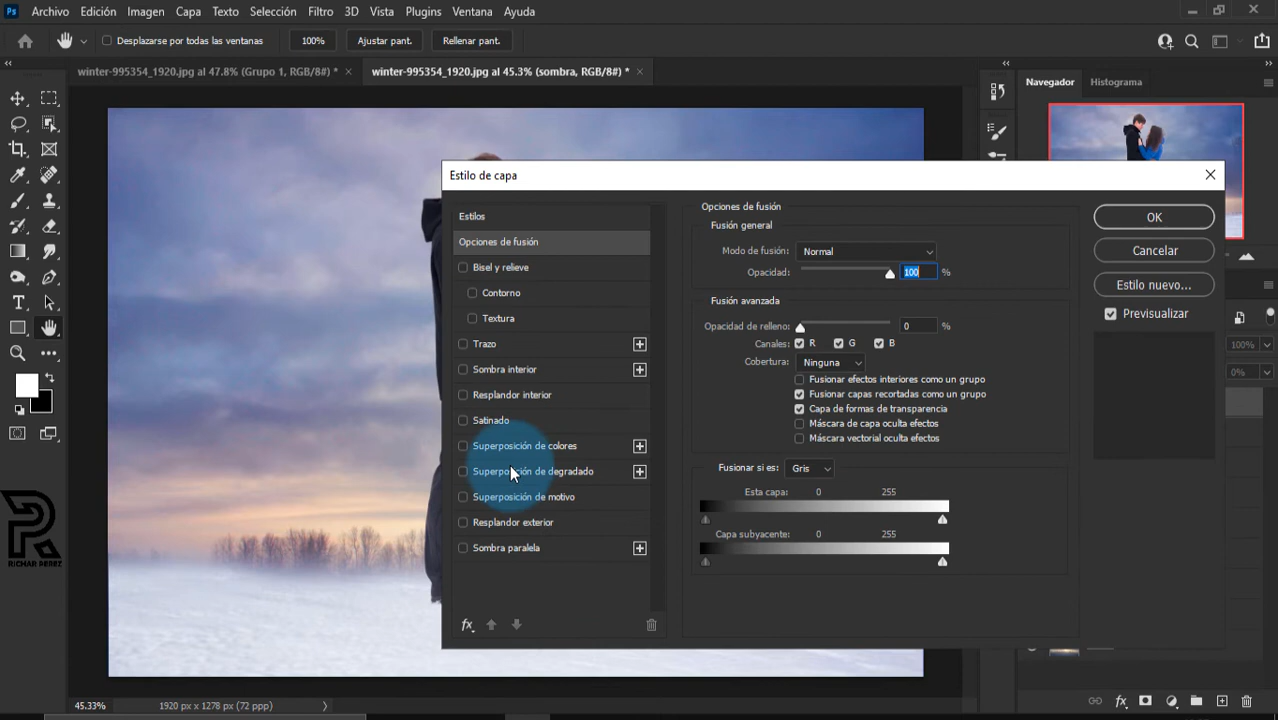 Ps Archivo Edición Imagen Capa Texto Selección Filtro 3D Vista Plugins Ventana Ayuda
Desplazarse por todas las ventanas 100% Ajustar pant. Rellenar pant.
winter-995354_1920.jpg al 47.8% (Grupo 1, RGB/8#) * × winter-995354_1920.jpg al 45.3% (sombra, RGB/8#) * ×
Navegador Histograma
Estilo de capa
Estilos
Opciones de fusión
Bisel y relieve
Contorno
Textura
Trazo
Sombra interior
Resplandor interior
Satinado
Superposición de colores
Superposición de degradado
Superposición de motivo
Resplandor exterior
Sombra paralela
fx
Opciones de fusión
Fusión general
Modo de fusión: Normal
Opacidad: 100 %
Fusión avanzada
Opacidad de relleno: 0 %
Canales: R G B
Cobertura: Ninguna
Fusionar efectos interiores como un grupo
Fusionar capas recortadas como un grupo
Capa de formas de transparencia
Máscara de capa oculta efectos
Máscara vectorial oculta efectos
Fusionar si es: Gris
Esta capa: 0 255
Capa subyacente: 0 255
OK
Cancelar
Estilo nuevo...
Previsualizar
100%
0%
RICHAR PEREZ
45.33% 1920 px x 1278 px (72 ppp)
fx